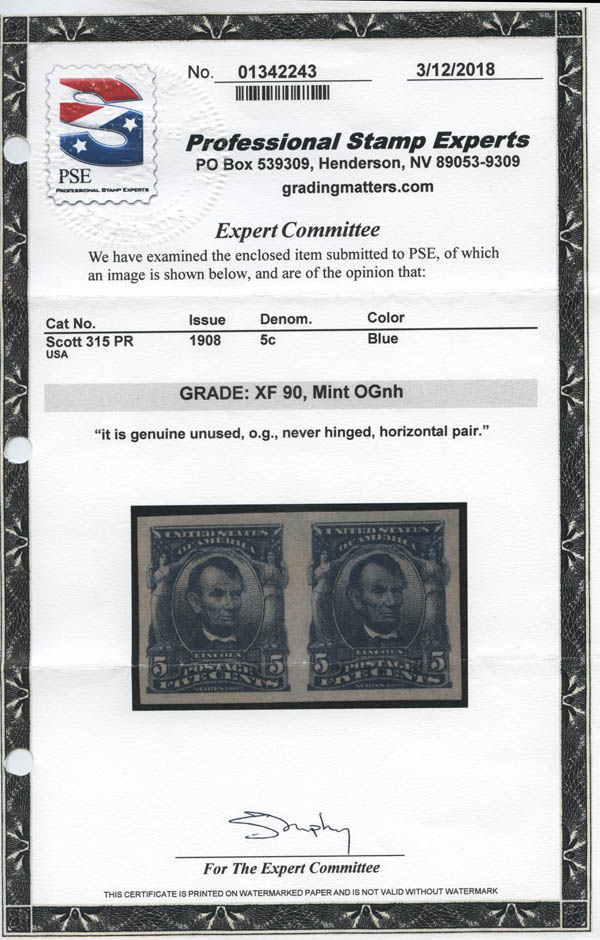 No. 01342243
3/12/2018
PSE
PROFESSIONAL STAMP EXPERTS
Professional Stamp Experts
PO Box 539309, Henderson, NV 89053-9309
gradingmatters.com
Expert Committee
We have examined the enclosed item submitted to PSE, of which
an image is shown below, and are of the opinion that:
Cat No. Issue Denom. Color
Scott 315 PR 1908 5c Blue
USA
GRADE: XF 90, Mint OGnh
“it is genuine unused, o.g., never hinged, horizontal pair.”
UNITED STATES
OF AMERICA
LINCOLN
5 POSTAGE 5
FIVE CENTS
UNITED STATES
OF AMERICA
LINCOLN
5 POSTAGE 5
FIVE CENTS
For The Expert Committee
THIS CERTIFICATE IS PRINTED ON WATERMARKED PAPER AND IS NOT VALID WITHOUT WATERMARK